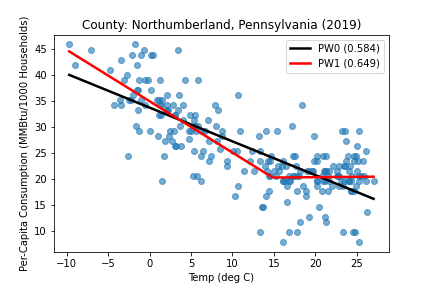 County: Northumberland, Pennsylvania (2019)
PW0 (0.584)
PW1 (0.649)
Per-Capita Consumption (MMBtu/1000 Households)
45
40
35
30
25
20
15
10
−10 −5 0 5 10 15 20 25
Temp (deg C)